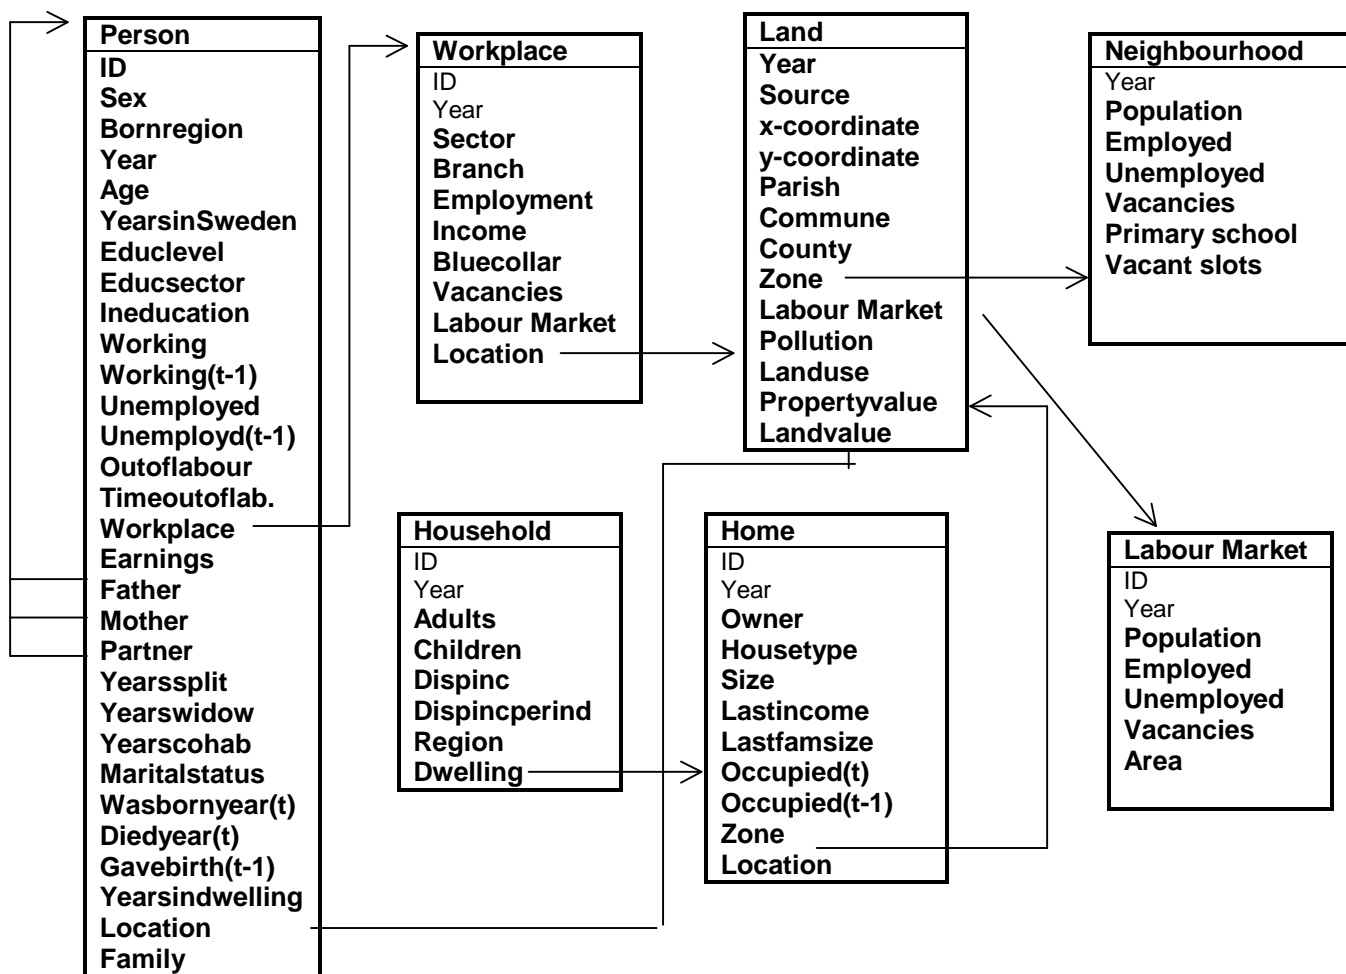 Person
ID
Sex
Bornregion
Year
Age
YearsinSweden
Educlevel
Educsector
Ineducation
Working
Working(t-1)
Unemployed
Unemployd(t-1)
Outoflabour
Timeoutoflab.
Workplace
Earnings
Father
Mother
Partner
Yearssplit
Yearswidow
Yearscohab
Maritalstatus
Wasbornyear(t)
Diedyear(t)
Gavebirth(t-1)
Yearsindwelling
Location
Family
Workplace
ID
Year
Sector
Branch
Employment
Income
Bluecollar
Vacancies
Labour Market
Location
Land
Year
Source
x-coordinate
y-coordinate
Parish
Commune
County
Zone
Labour Market
Pollution
Landuse
Propertyvalue
Landvalue
Neighbourhood
Year
Population
Employed
Unemployed
Vacancies
Primary school
Vacant slots
Household
ID
Year
Adults
Children
Dispinc
Dispincperind
Region
Dwelling
Home
ID
Year
Owner
Housetype
Size
Lastincome
Lastfamsize
Occupied(t)
Occupied(t-1)
Zone
Location
Labour Market
ID
Year
Population
Employed
Unemployed
Vacancies
Area